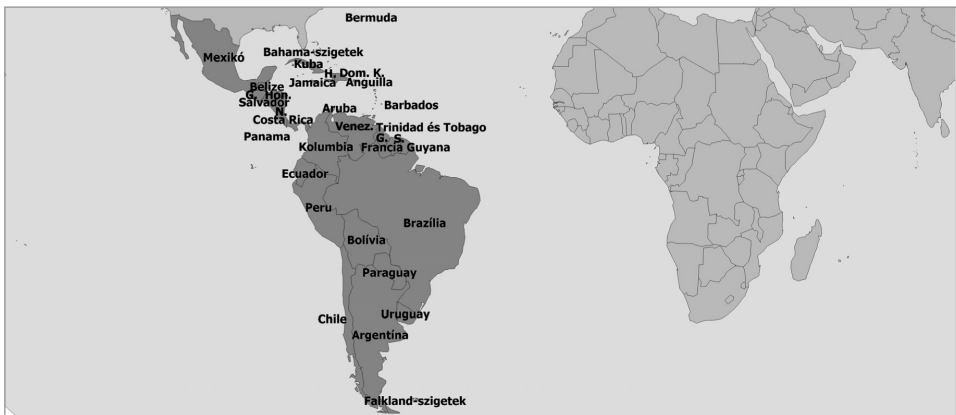 Bermuda
Bahama-szigetek
Mexikó
Kuba
H. Dom. K.
Belize
Jamaica
Anguilla
G. Hon.
Salvador
Aruba
Barbados
N.
Costa Rica
Venez.
Trinidad és Tobago
Panama
G. S.
Kolumbia
Francia Guyana
Ecuador
Peru
Brazília
Bolívia
Paraguay
Uruguay
Chile
Argentína
Falkland-szigetek